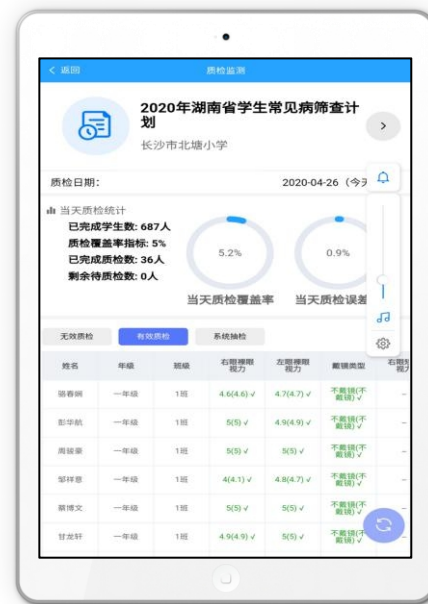 返回
质检监测
2020年湖南省学生常见病筛查计
划
长沙市北塘小学
质检日期:
2020-04-26（今天
当天质检统计
已完成学生数: 687人
质检覆盖率指标: 5%
已完成质检数: 36人
剩余待质检数: 0人
5.2%
0.9%
当天质检覆盖率
当天质检误差
无效质检 有效质检 系统抽检
姓名 年级 班级 右眼裸眼视力 左眼裸眼视力 戴镜类型
一年级 1班 4.6(4.6) √ 4.7(4.7) √ 不戴镜(不戴镜) √ –
彭华航 一年级 1班 5(5) √ 4.9(4.9) √ 不戴镜(不戴镜) √ –
一年级 1班 5(5) √ 5(5) √ 不戴镜(不戴镜) √ –
邹祥意 一年级 1班 4(4.1) √ 4.8(4.7) √ 不戴镜(不戴镜) √ –
蔡博文 一年级 1班 5(5) √ 5(5) √ 不戴镜(不戴镜) √
甘龙轩 一年级 1班 4.9(4.9) √ 5(5) √ 不戴镜(不戴镜) √ –